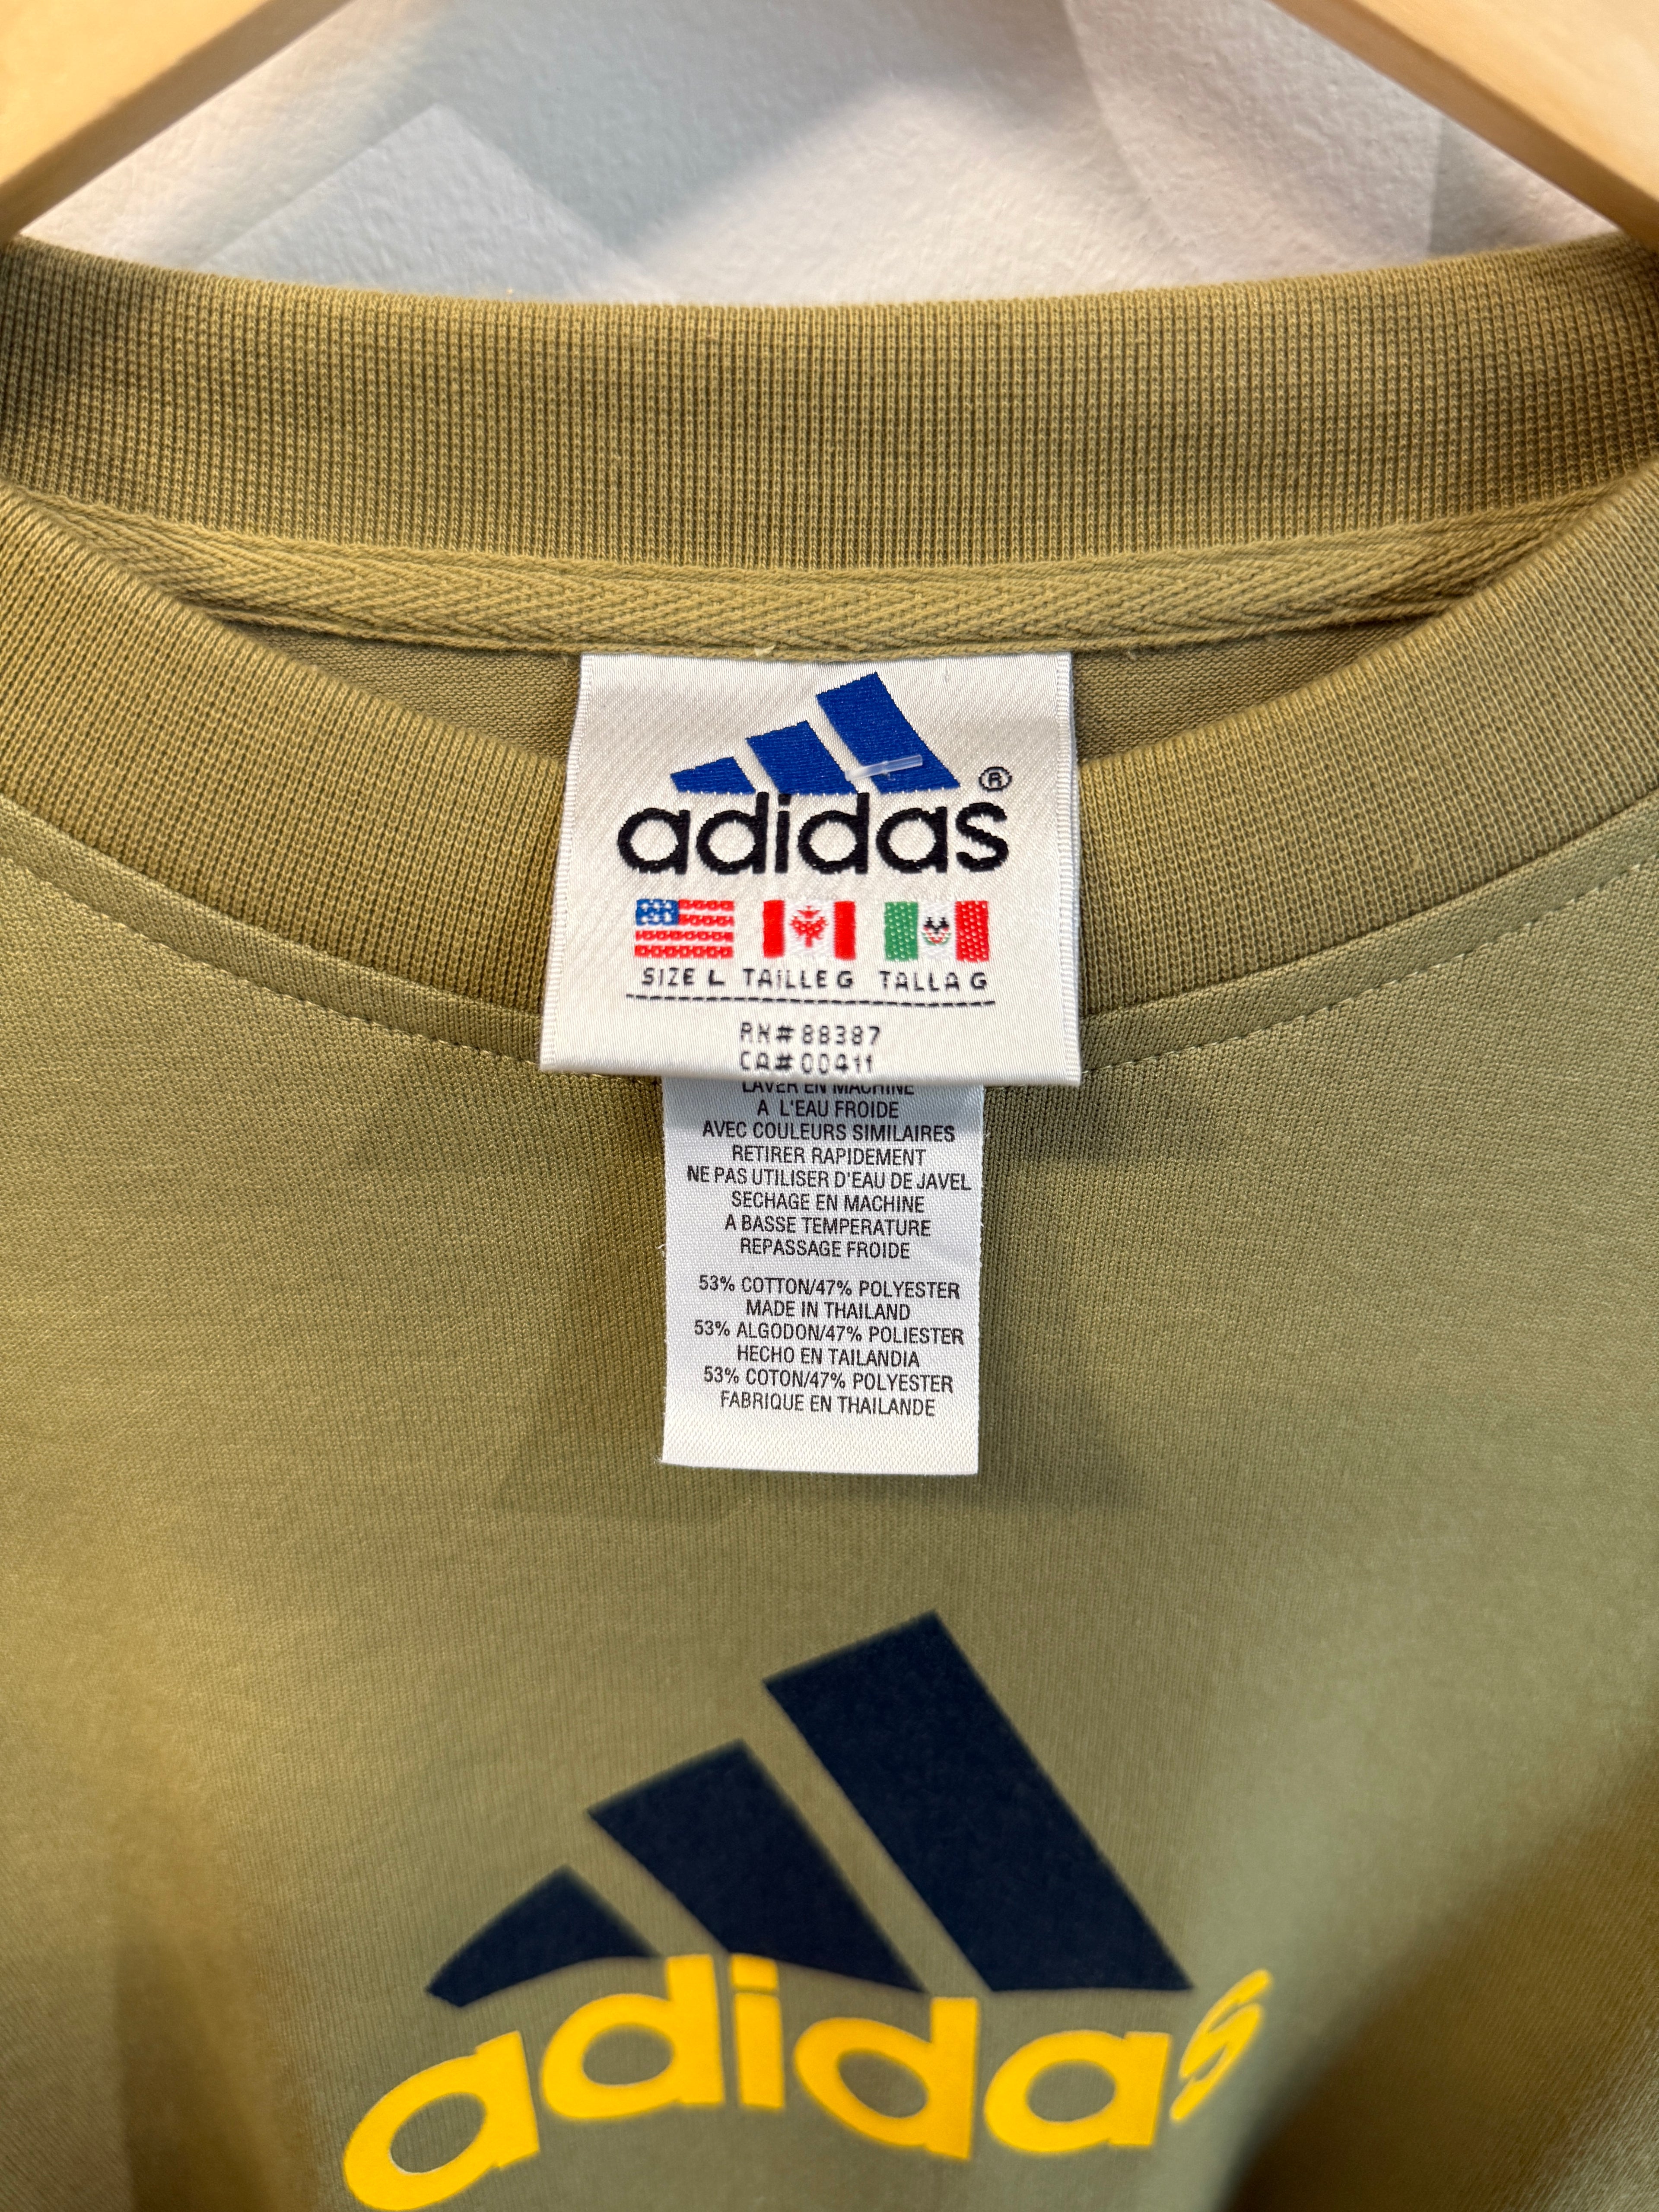 adidas®
SIZE L TAILLE G TALLA G
RN# 88387
CA# 00411
LAVER EN MACHINE
A L'EAU FROIDE
AVEC COULEURS SIMILAIRES
RETIRER RAPIDEMENT
NE PAS UTILISER D'EAU DE JAVEL
SECHAGE EN MACHINE
A BASSE TEMPERATURE
REPASSAGE FROIDE
53% COTTON/47% POLYESTER
MADE IN THAILAND
53% ALGODON/47% POLIESTER
HECHO EN TAILANDIA
53% COTON/47% POLYESTER
FABRIQUE EN THAILANDE
adidas